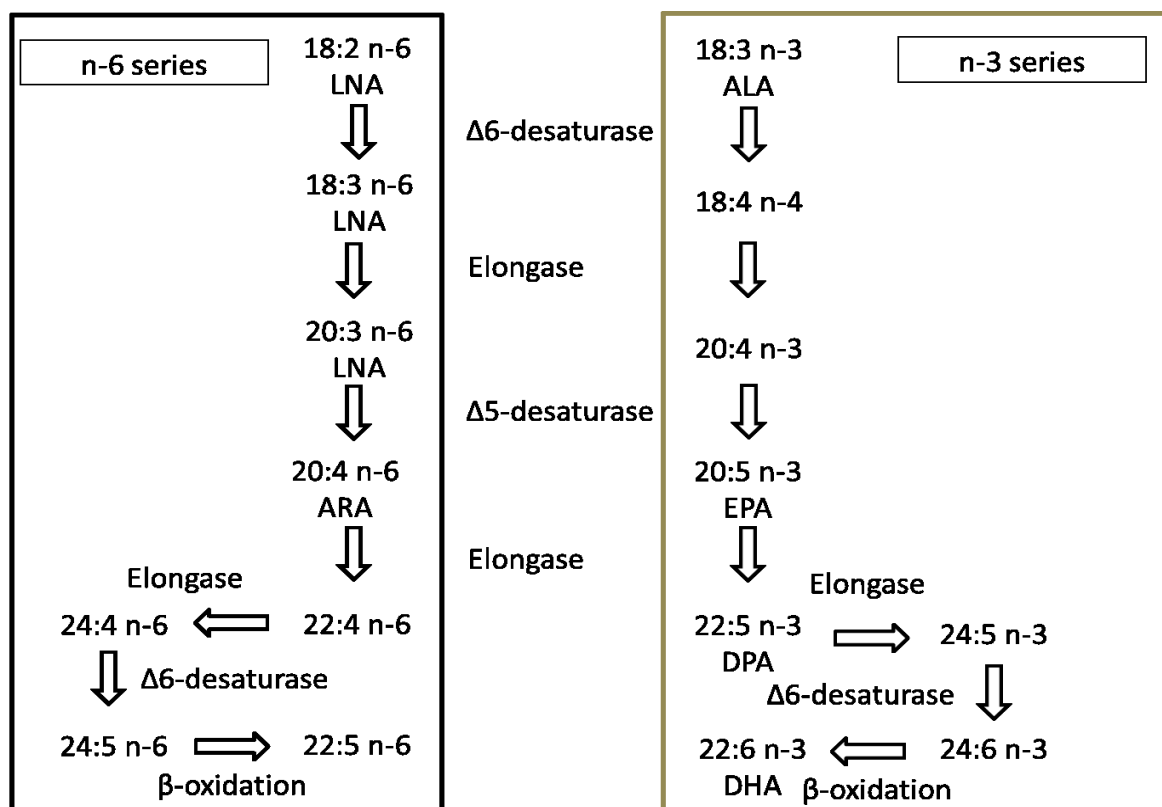 n-6 series
18:2 n-6
LNA
18:3 n-6
LNA
20:3 n-6
LNA
20:4 n-6
ARA
Elongase
24:4 n-6
22:4 n-6
Δ6-desaturase
24:5 n-6
22:5 n-6
β-oxidation
Δ6-desaturase
Elongase
Δ5-desaturase
Elongase
18:3 n-3
ALA
n-3 series
18:4 n-4
20:4 n-3
20:5 n-3
EPA
Elongase
22:5 n-3
DPA
24:5 n-3
Δ6-desaturase
22:6 n-3
DHA
24:6 n-3
β-oxidation